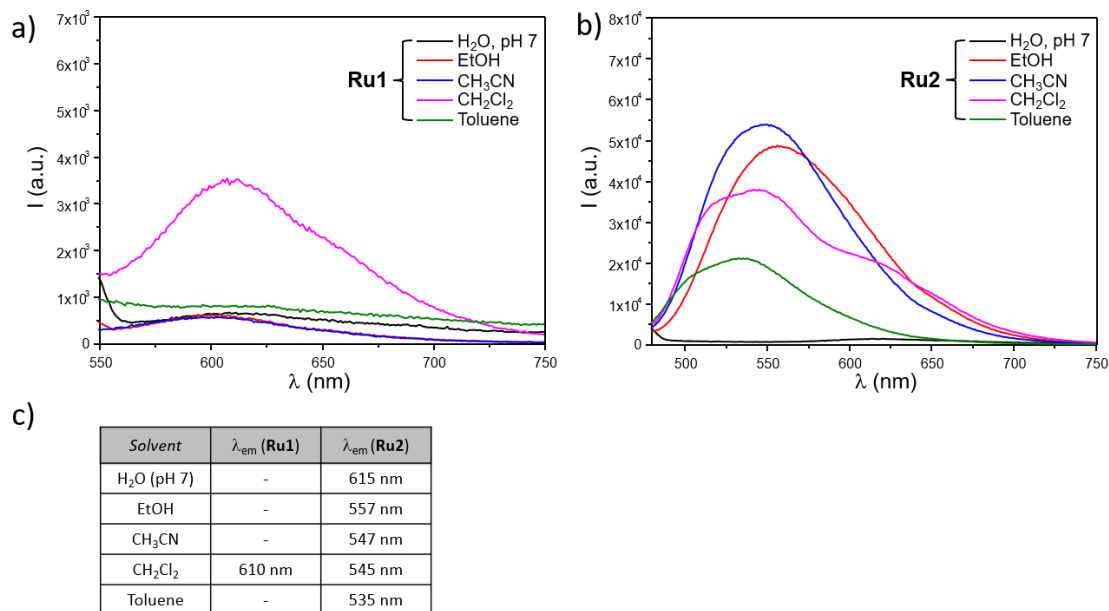 a)
7x10³
6x10³
5x10³
4x10³
3x10³
2x10³
1x10³
0
I (a.u.)
550
600
650
700
750
λ (nm)
Ru1
H₂O, pH 7
EtOH
CH₃CN
CH₂Cl₂
Toluene
b)
8x10⁴
7x10⁴
6x10⁴
5x10⁴
4x10⁴
3x10⁴
2x10⁴
1x10⁴
0
I (a.u.)
500
550
600
650
700
750
λ (nm)
Ru2
H₂O, pH 7
EtOH
CH₃CN
CH₂Cl₂
Toluene
c)
Solvent λem (Ru1) λem (Ru2)
H₂O (pH 7) - 615 nm
EtOH - 557 nm
CH₃CN - 547 nm
CH₂Cl₂ 610 nm 545 nm
Toluene - 535 nm